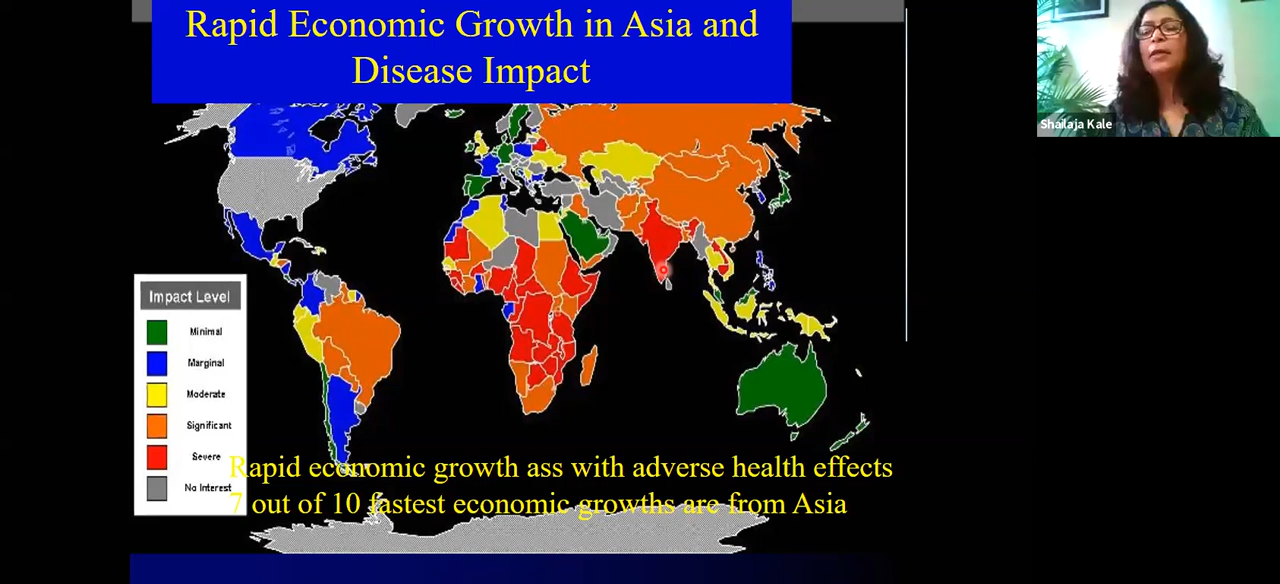 Rapid Economic Growth in Asia and
Disease Impact
Shailaja Kale
Impact Level
Minimal
Marginal
Moderate
Significant
Severe
No Interest
Rapid economic growth ass with adverse health effects
7 out of 10 fastest economic growths are from Asia